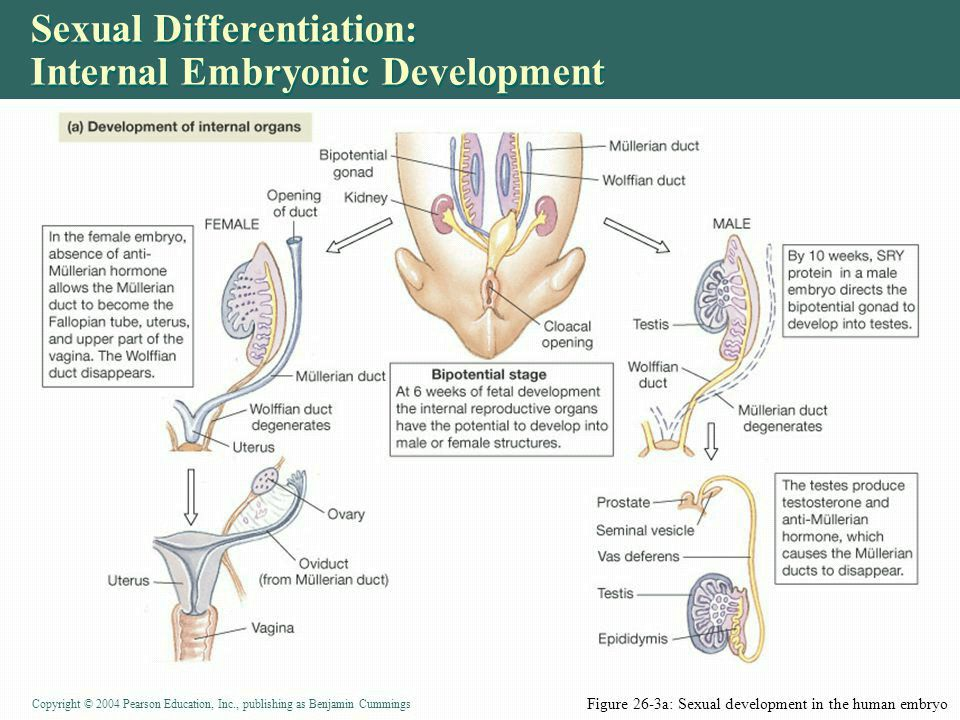 Sexual Differentiation:
Internal Embryonic Development
(a) Development of internal organs
Bipotential
gonad
Kidney
Müllerian duct
Wolffian duct
Cloacal
opening
Bipotential stage
At 6 weeks of fetal development
the internal reproductive organs
have the potential to develop into
male or female structures.
FEMALE
Opening
of duct
In the female embryo,
absence of anti-
Müllerian hormone
allows the Müllerian
duct to become the
Fallopian tube, uterus,
and upper part of the
vagina. The Wolffian
duct disappears.
Müllerian duct
Wolffian duct
degenerates
Uterus
Ovary
Oviduct
(from Müllerian duct)
Uterus
Vagina
MALE
By 10 weeks, SRY
protein in a male
embryo directs the
bipotential gonad to
develop into testes.
Testis
Wolffian
duct
Müllerian duct
degenerates
The testes produce
testosterone and
anti-Müllerian
hormone, which
causes the Müllerian
ducts to disappear.
Prostate
Seminal vesicle
Vas deferens
Testis
Epididymis
Copyright © 2004 Pearson Education, Inc., publishing as Benjamin Cummings
Figure 26-3a: Sexual development in the human embryo